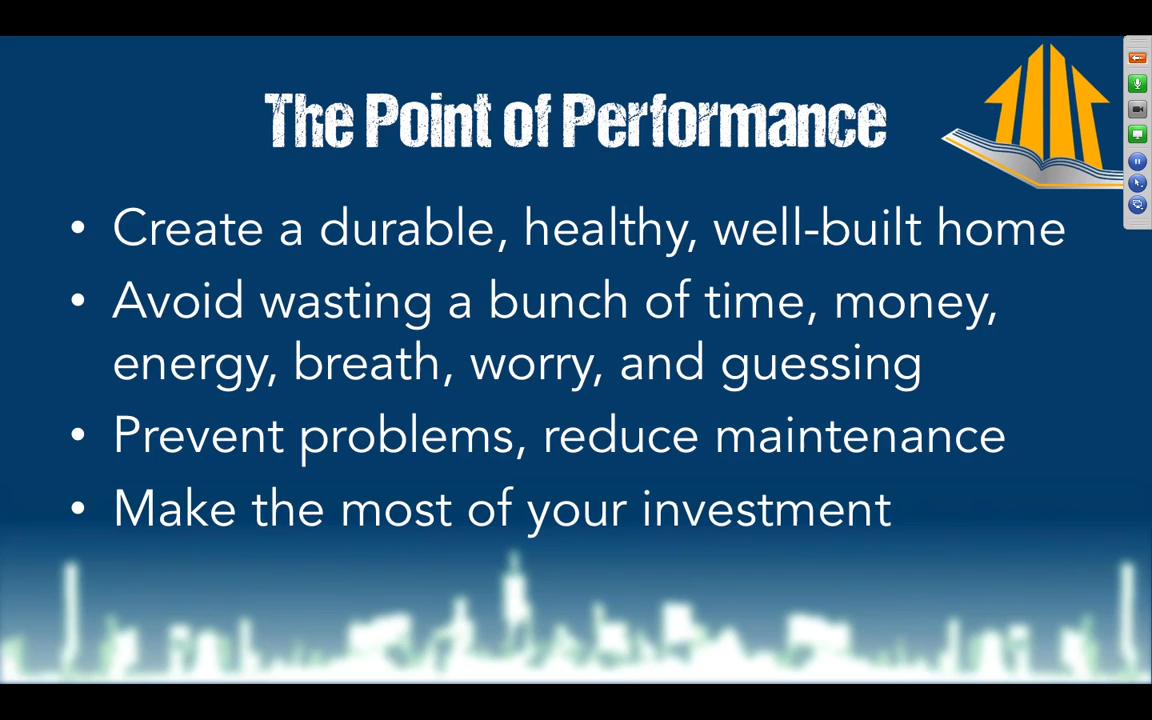 The Point of Performance
• Create a durable, healthy, well-built home
• Avoid wasting a bunch of time, money,
energy, breath, worry, and guessing
• Prevent problems, reduce maintenance
• Make the most of your investment